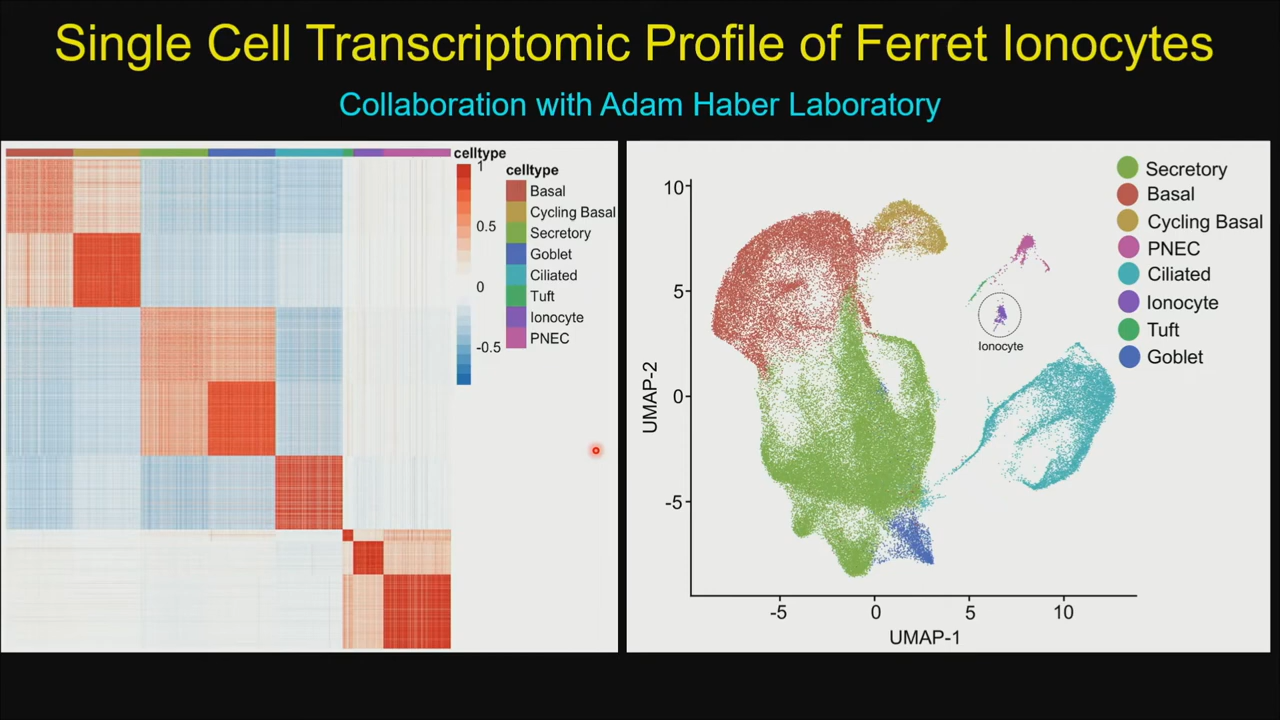 Single Cell Transcriptomic Profile of Ferret Ionocytes
Collaboration with Adam Haber Laboratory
celltype
1
0.5
0
-0.5
celltype
Basal
Cycling Basal
Secretory
Goblet
Ciliated
Tuft
Ionocyte
PNEC
UMAP-2
10
5
0
-5
-5
0
5
10
UMAP-1
Ionocyte
Secretory
Basal
Cycling Basal
PNEC
Ciliated
Ionocyte
Tuft
Goblet